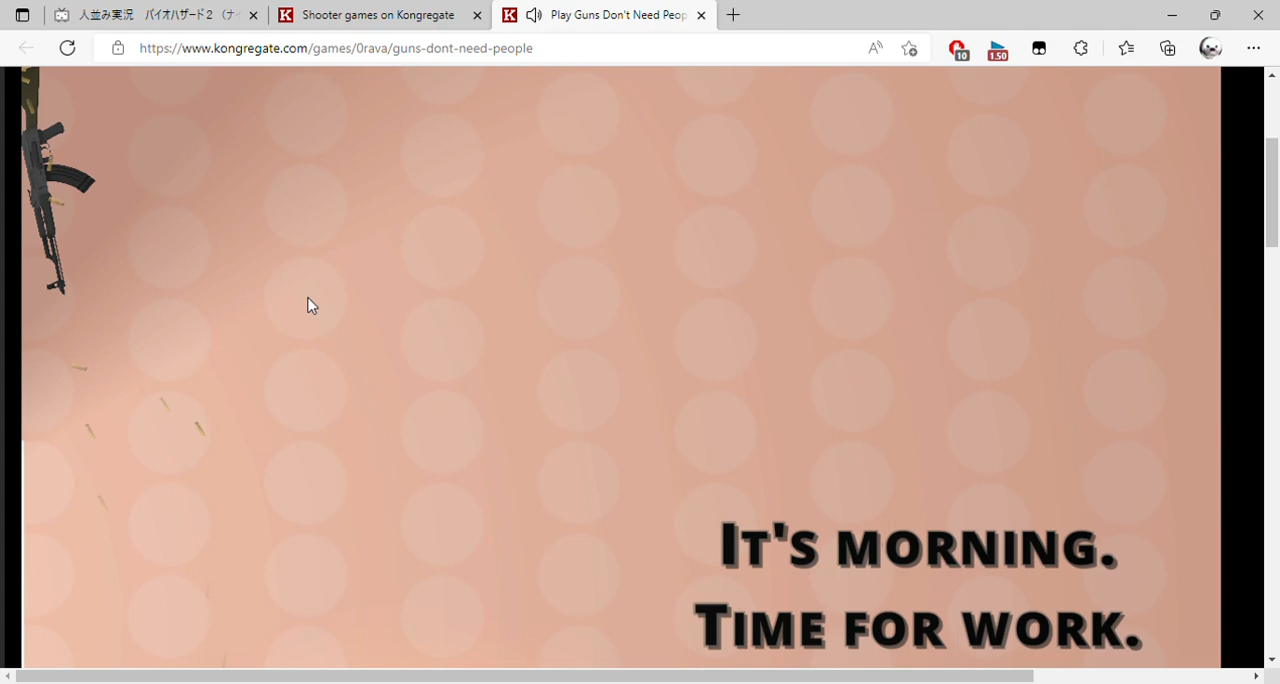 人並み実況 バイオハザード2 (ナイ
Shooter games on Kongregate
Play Guns Don't Need Peop
https://www.kongregate.com/games/0rava/guns-dont-need-people
10
1.50
It's morning.
Time for work.